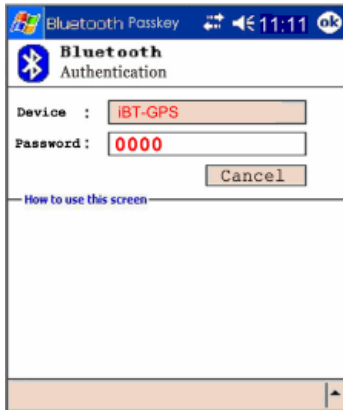 Bluetooth Passkey 11:11 ok
Bluetooth
Authentication
Device : iBT-GPS
Password: 0000
Cancel
How to use this screen